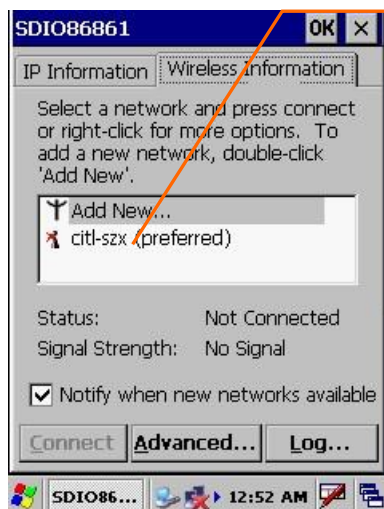 SDIO86861 OK ×
IP Information Wireless Information
Select a network and press connect
or right-click for more options. To
add a new network, double-click
'Add New'.
Add New...
citl-szx (preferred)
Status: Not Connected
Signal Strength: No Signal
Notify when new networks available
Connect Advanced... Log...
SDIO86... 12:52 AM